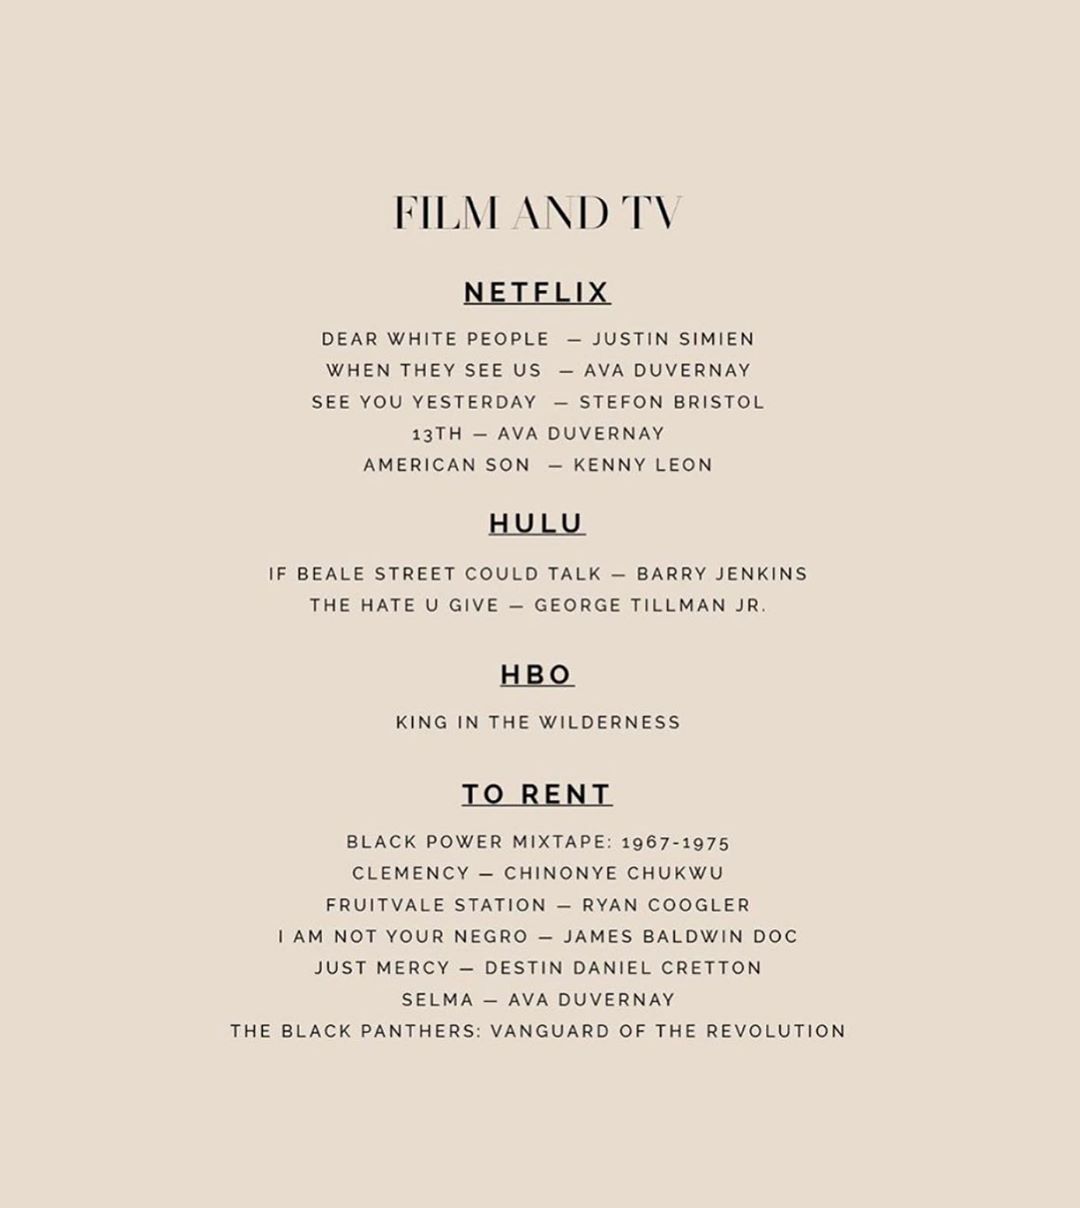 FILM AND TV
NETFLIX
DEAR WHITE PEOPLE — JUSTIN SIMIEN
WHEN THEY SEE US — AVA DUVERNAY
SEE YOU YESTERDAY — STEFON BRISTOL
13TH — AVA DUVERNAY
AMERICAN SON — KENNY LEON
HULU
IF BEALE STREET COULD TALK — BARRY JENKINS
THE HATE U GIVE — GEORGE TILLMAN JR.
HBO
KING IN THE WILDERNESS
TO RENT
BLACK POWER MIXTAPE: 1967-1975
CLEMENCY — CHINONYE CHUKWU
FRUITVALE STATION — RYAN COOGLER
I AM NOT YOUR NEGRO — JAMES BALDWIN DOC
JUST MERCY — DESTIN DANIEL CRETTON
SELMA — AVA DUVERNAY
THE BLACK PANTHERS: VANGUARD OF THE REVOLUTION